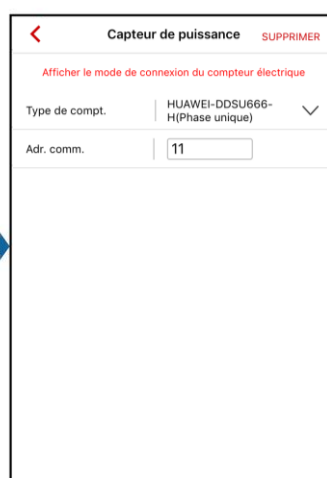 Capteur de puissance SUPPRIMER
Afficher le mode de connexion du compteur électrique
Type de compt. HUAWEI-DDSU666-
H(Phase unique)
Adr. comm. 11